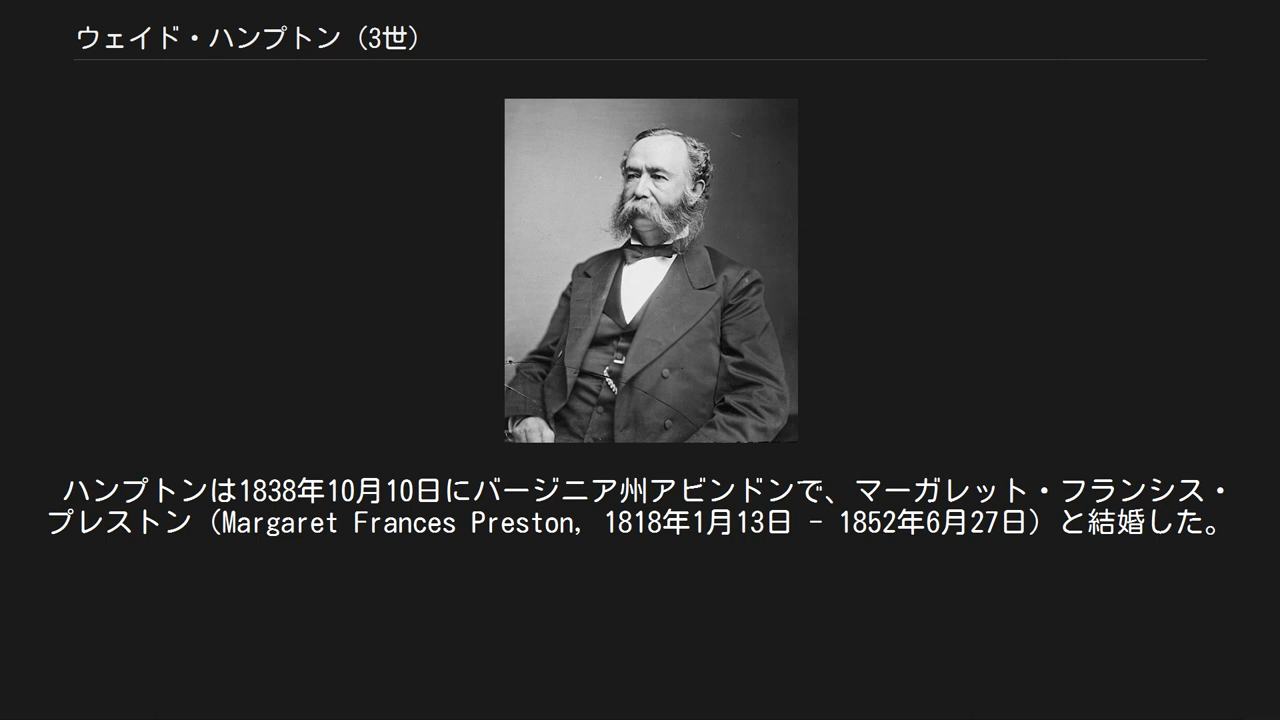 ウェイド・ハンプトン（3世）
ハンプトンは1838年10月10日にバージニア州アビンドンで、マーガレット・フランシス・
プレストン（Margaret Frances Preston, 1818年1月13日 - 1852年6月27日）と結婚した。